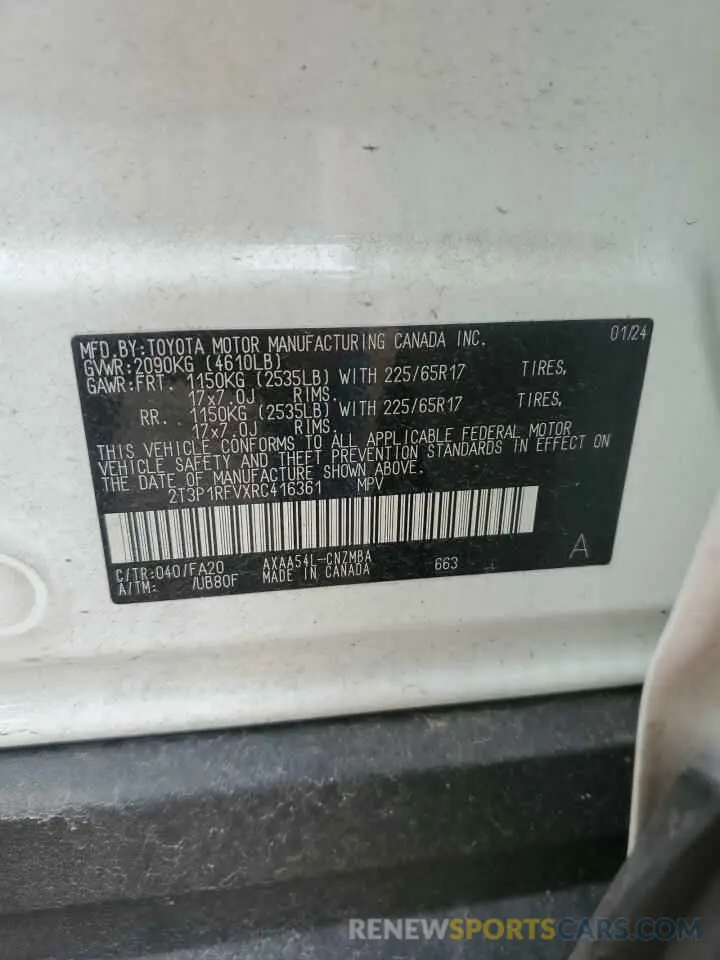 MFD.BY:TOYOTA MOTOR MANUFACTURING CANADA INC. 01/24
GVWR:2090KG (4610LB)
GAWR:FRT. 1150KG (2535LB) WITH 225/65R17 TIRES,
17x7.0J RIMS.
RR. 1150KG (2535LB) WITH 225/65R17 TIRES,
17x7.0J RIMS.
THIS VEHICLE CONFORMS TO ALL APPLICABLE FEDERAL MOTOR
VEHICLE SAFETY AND THEFT PREVENTION STANDARDS IN EFFECT ON
THE DATE OF MANUFACTURE SHOWN ABOVE.
2T3P1RFVXRC416361 MPV
C/TR:040/FA20 AXAA54L-CNZMBA 663 A
A/TM: /UB80F MADE IN CANADA
RENEWSPORTSCARS.COM